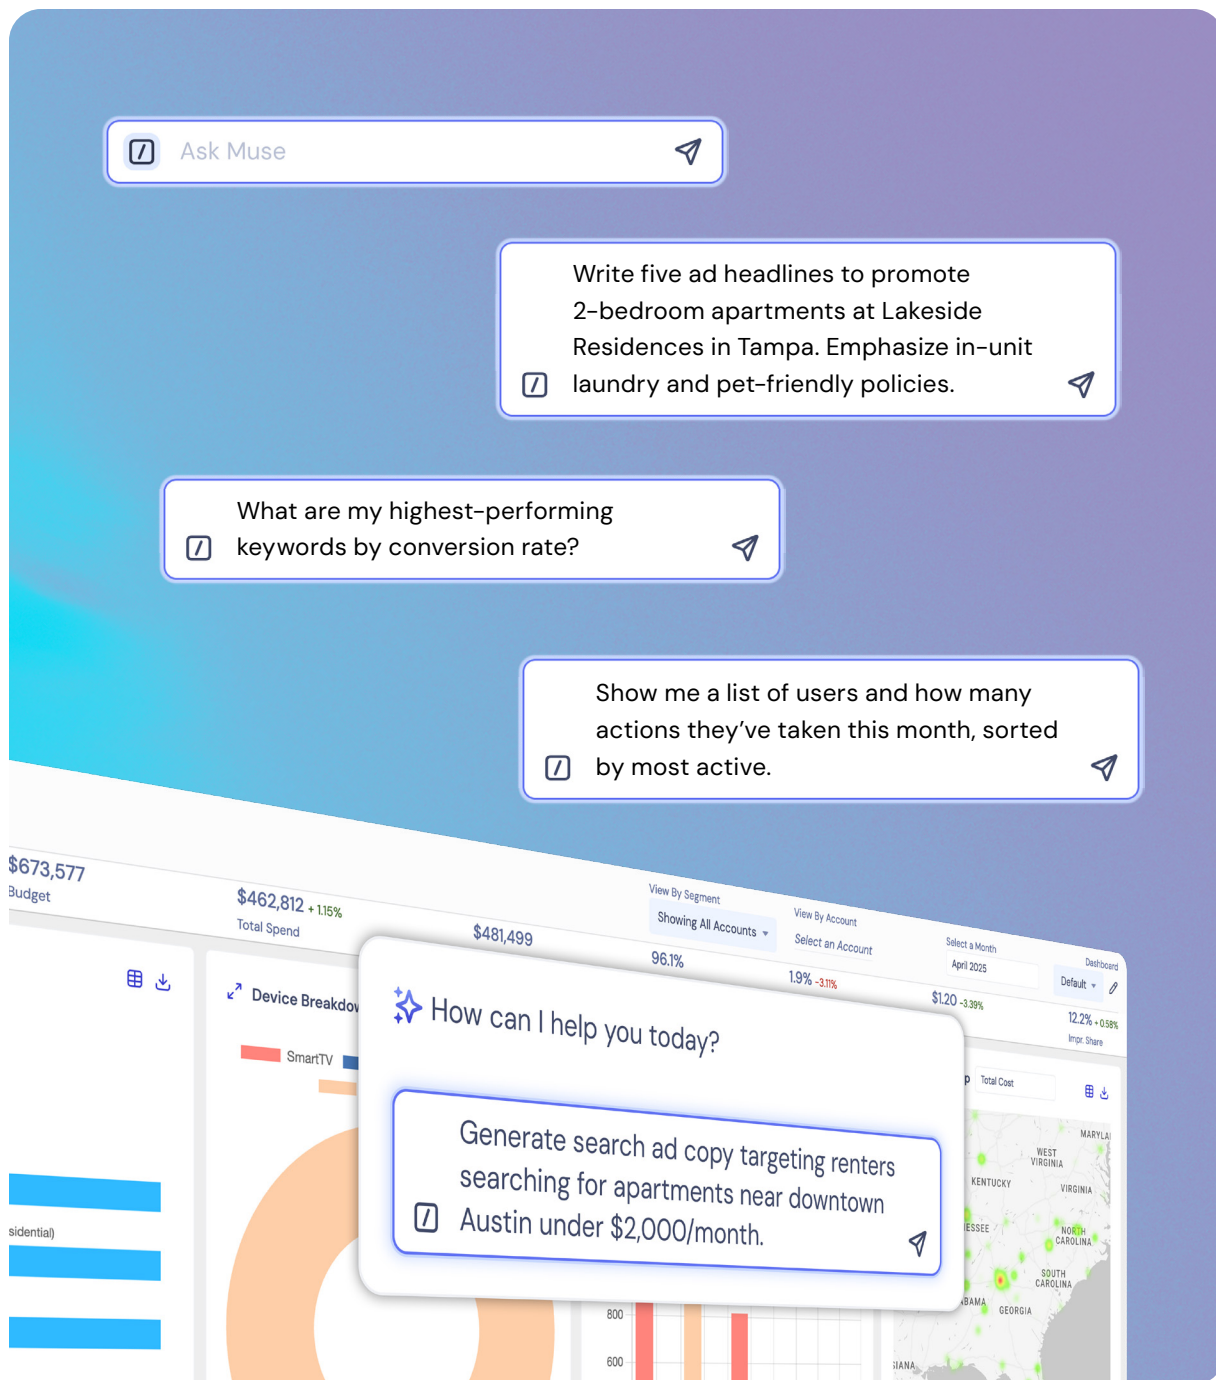 Ask Muse
Write five ad headlines to promote
2-bedroom apartments at Lakeside
Residences in Tampa. Emphasize in-unit
laundry and pet-friendly policies.
What are my highest-performing
keywords by conversion rate?
Show me a list of users and how many
actions they’ve taken this month, sorted
by most active.
View By Segment
Showing All Accounts
View By Account
Select an Account
Select a Month
April 2025
Dashboard
Default
$673,577
Budget
$462,812 + 1.15%
Total Spend
$481,499
96.1%
1.9% -3.11%
$1.20 -3.39%
12.2% + 0.58%
Impr. Share
Device Breakdow
SmartTV
How can I help you today?
Generate search ad copy targeting renters
searching for apartments near downtown
Austin under $2,000/month.
sidential)
800
600
p
Total Cost
MARYLA
WEST
VIRGINIA
KENTUCKY
VIRGINIA
ESSEE
NORTH
CAROLINA
SOUTH
CAROLINA
BAMA
GEORGIA
SIANA